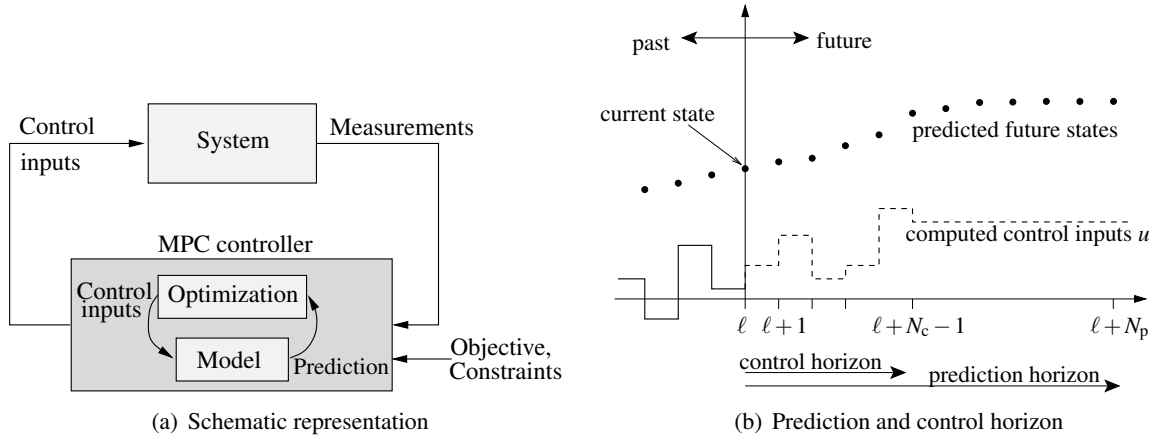 Control
inputs
System
Measurements
MPC controller
Control
inputs
Optimization
Model
Prediction
Objective,
Constraints
(a) Schematic representation
past
future
current state
predicted future states
computed control inputs u
ℓ
ℓ + 1
ℓ + N_c − 1
ℓ + N_p
control horizon
prediction horizon
(b) Prediction and control horizon